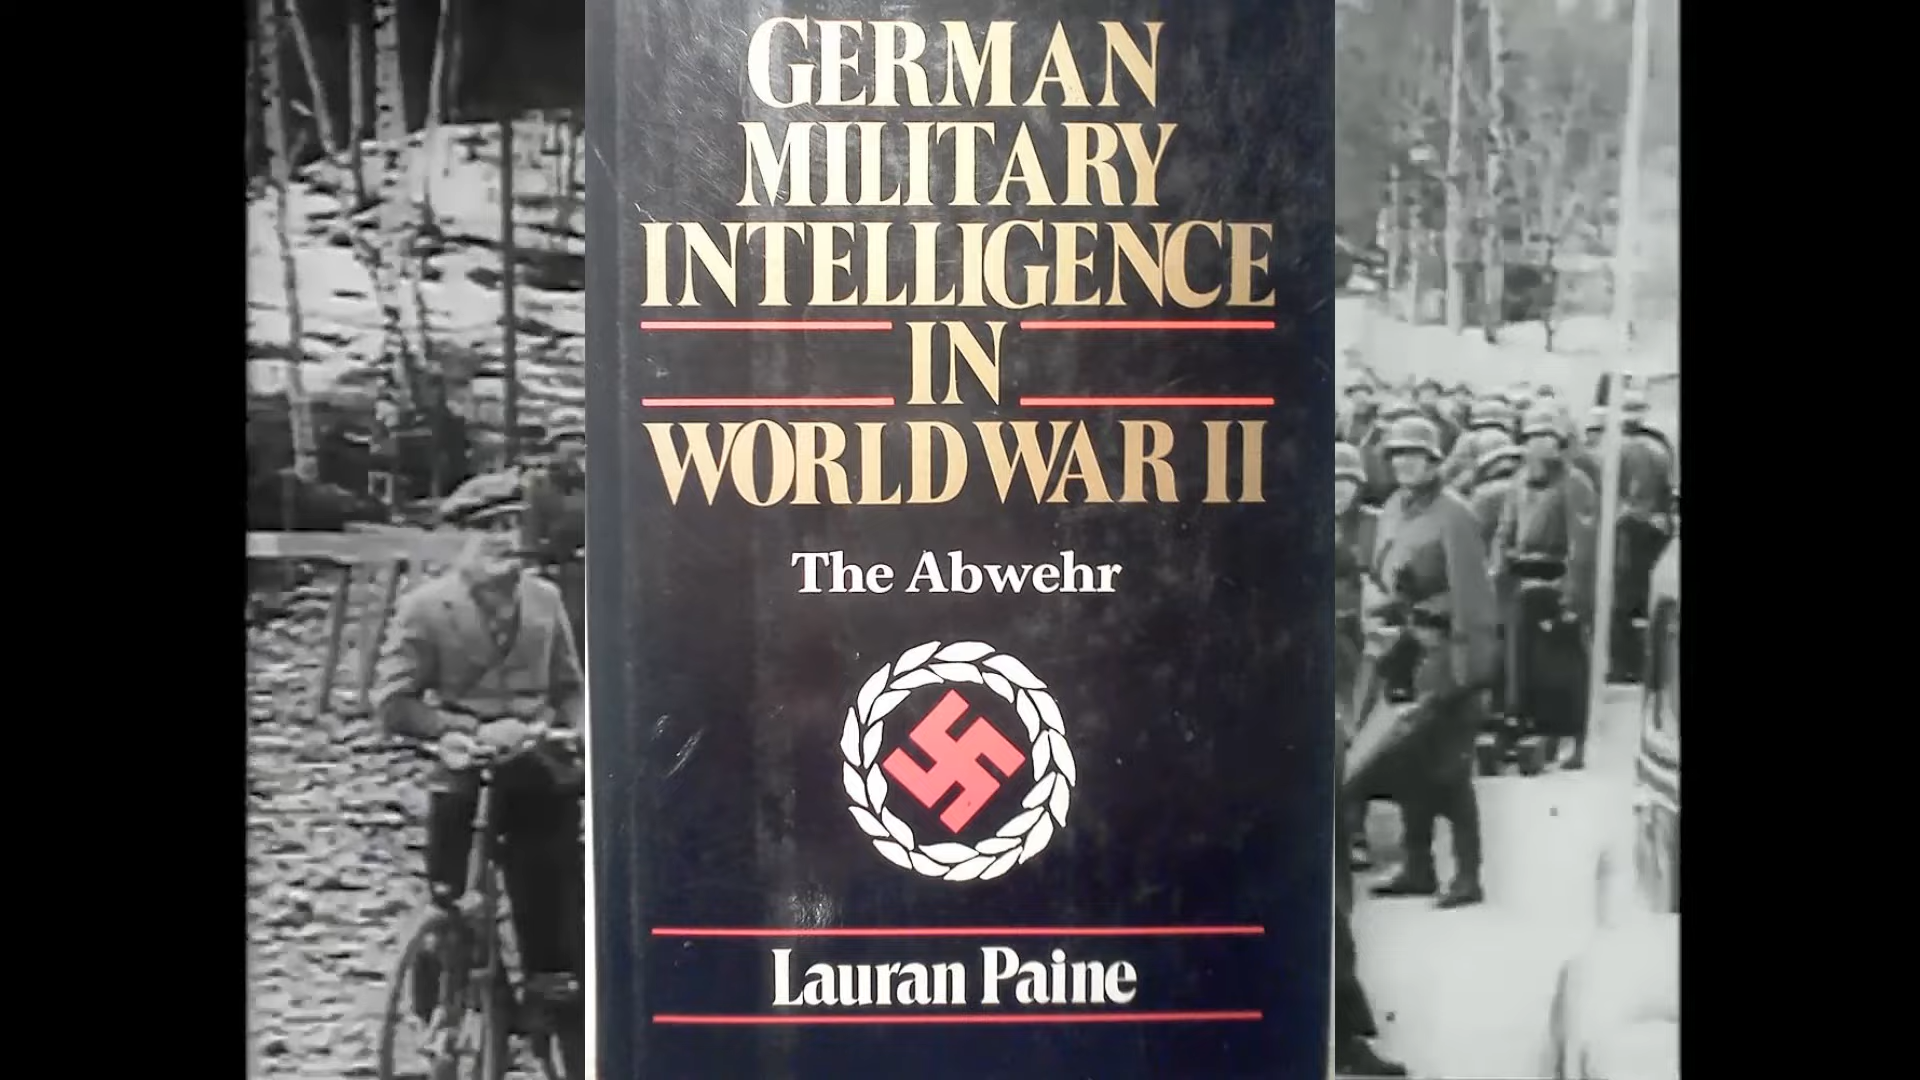 GERMAN
MILITARY
INTELLIGENCE
IN
WORLD WAR II
The Abwehr
Lauran Paine